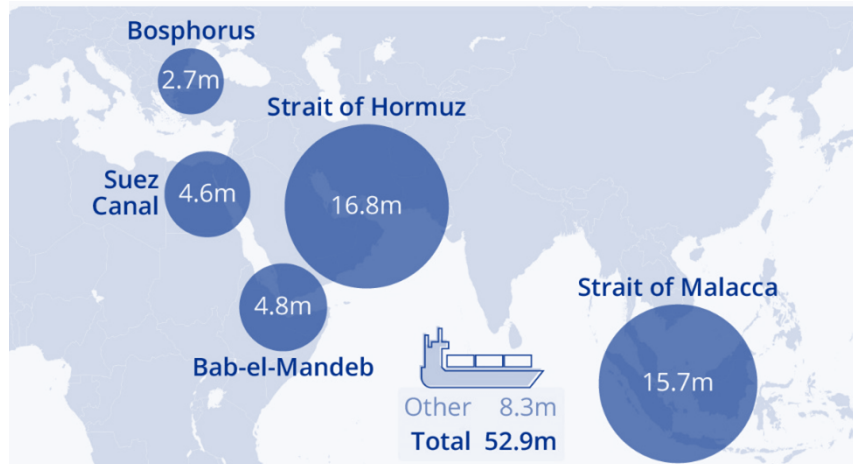 Bosphorus
2.7m
Strait of Hormuz
16.8m
Suez
Canal
4.6m
4.8m
Bab-el-Mandeb
Strait of Malacca
15.7m
Other 8.3m
Total 52.9m